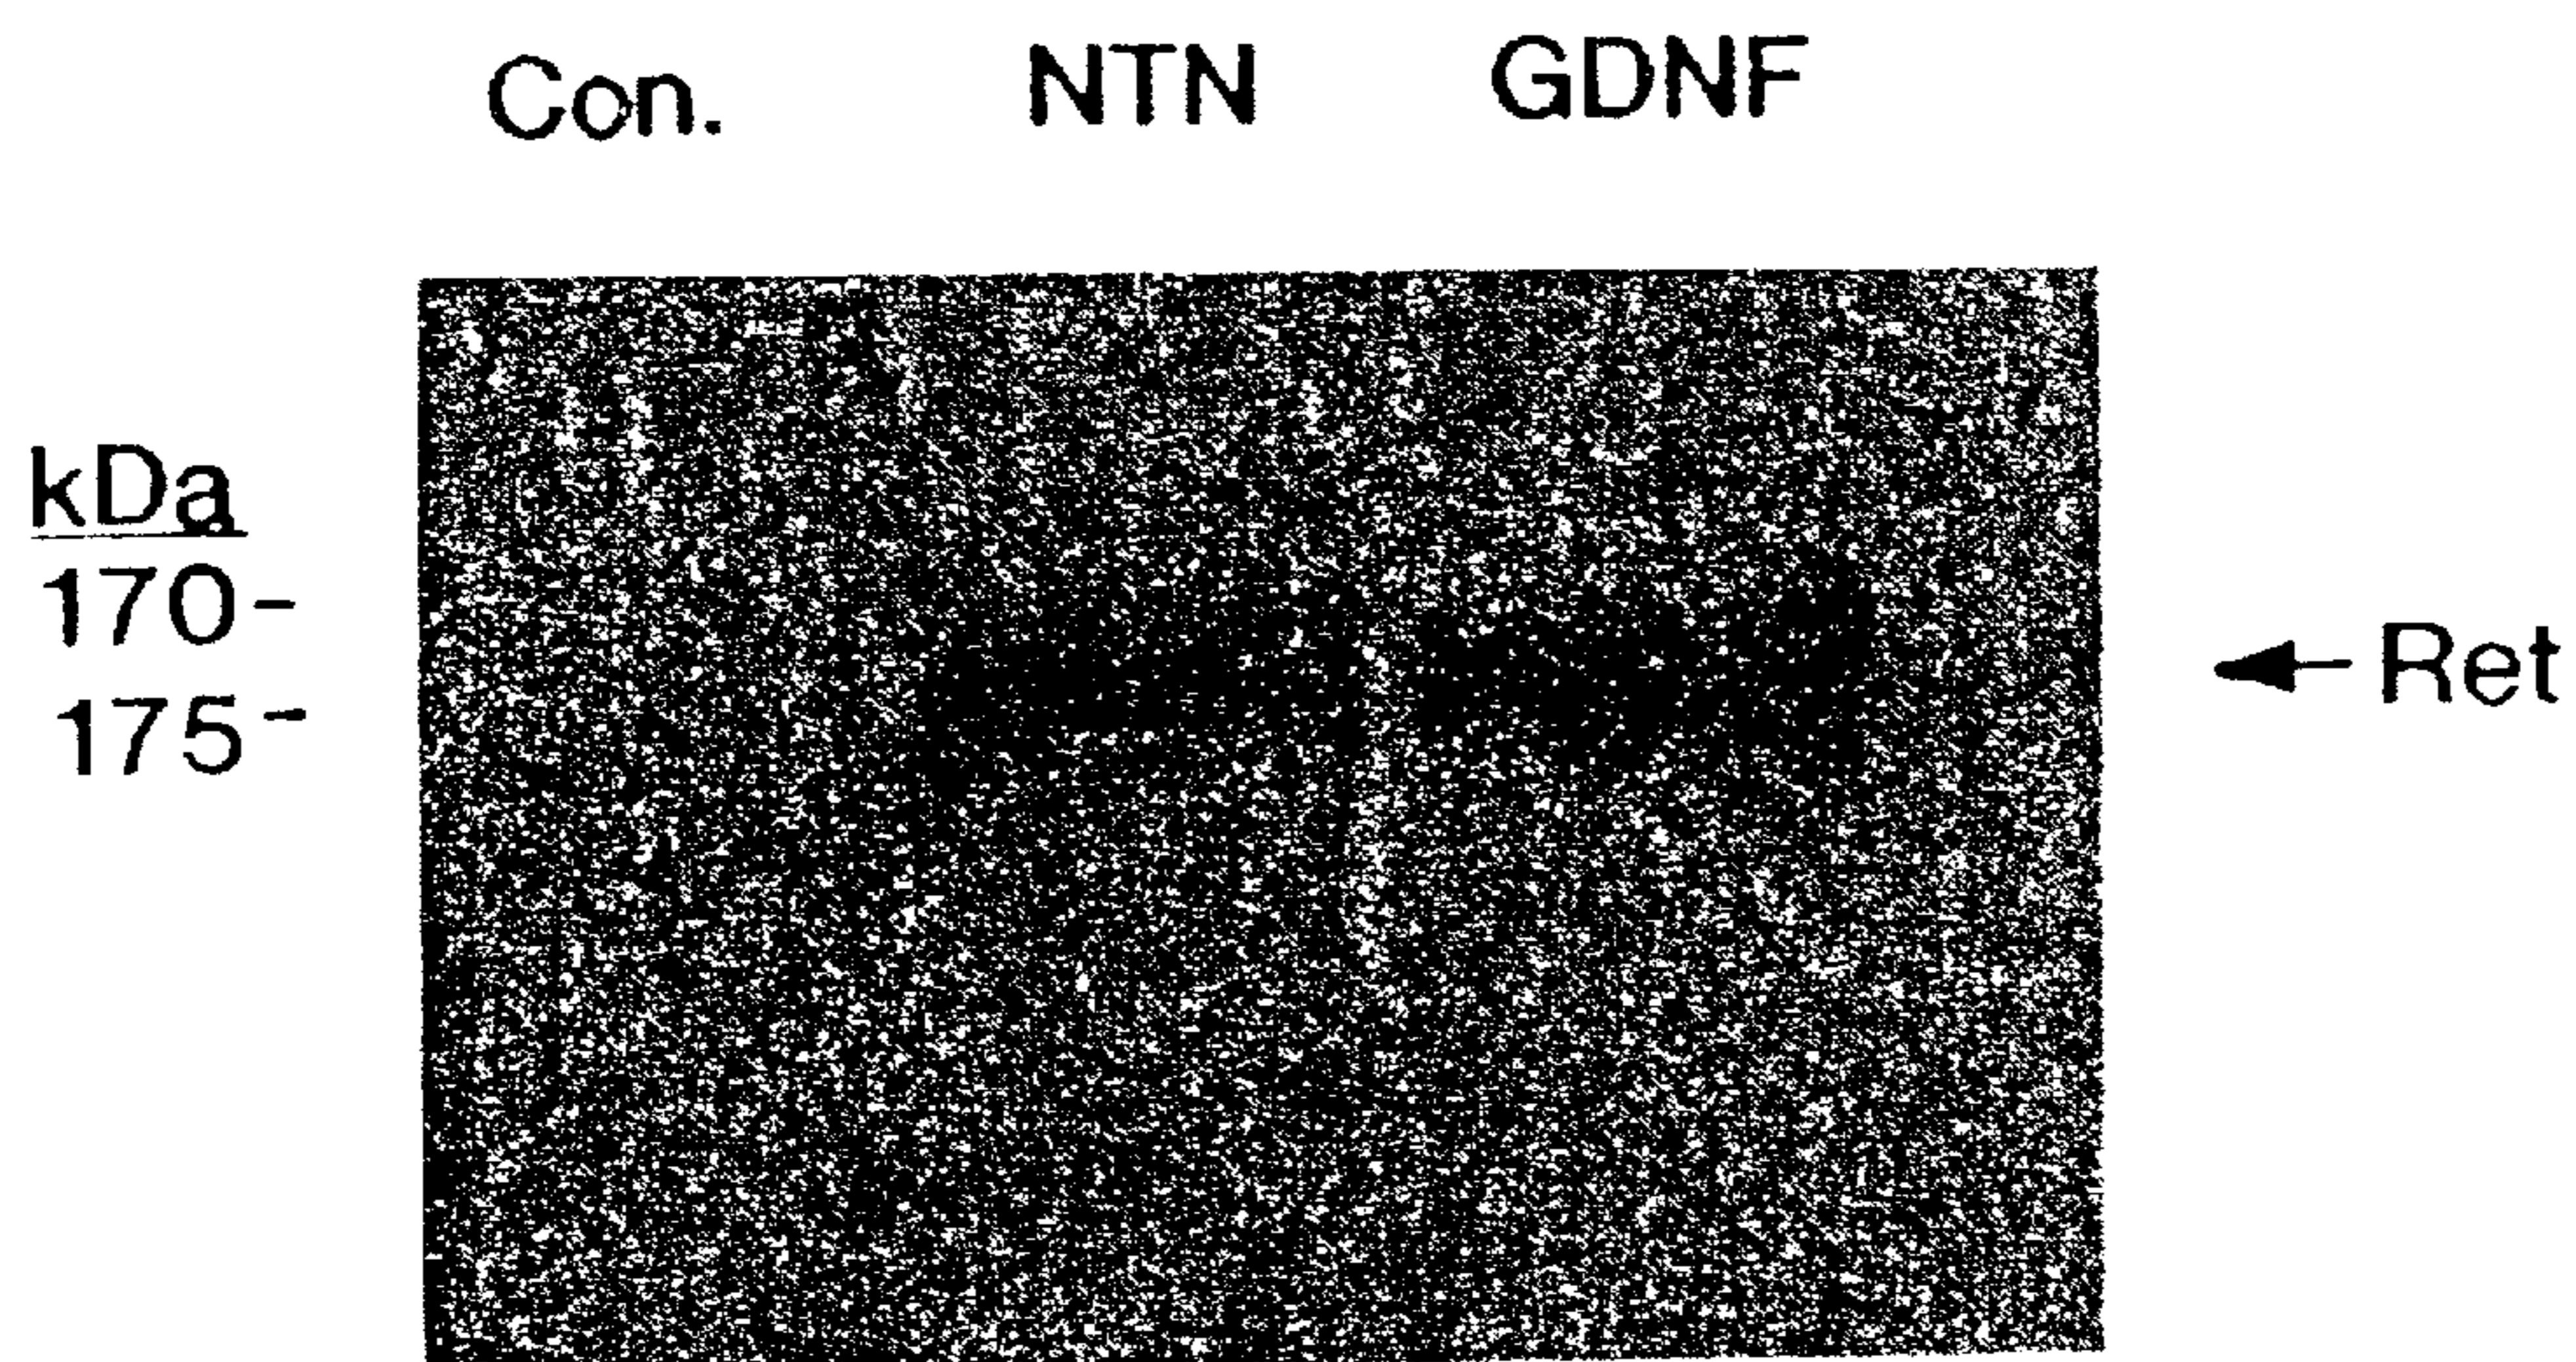 Con. NTN GDNF
kDa
170-
175-
Ret